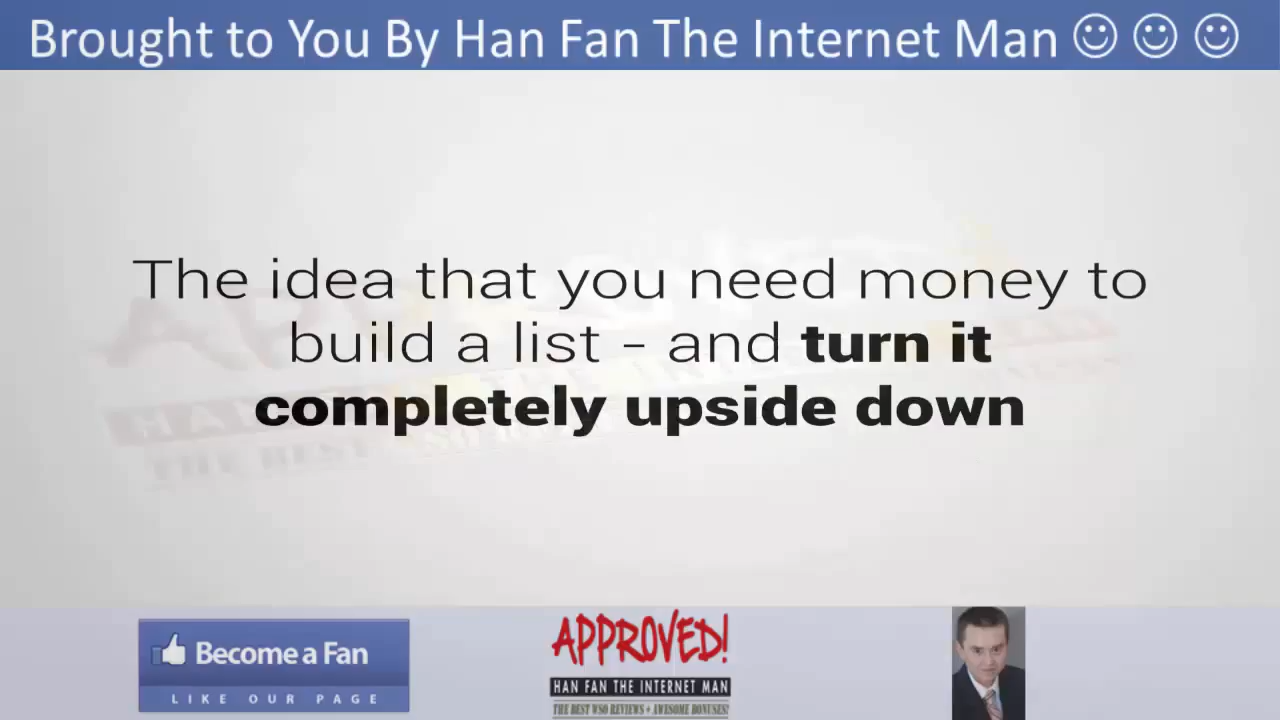 Brought to You By Han Fan The Internet Man ☺ ☺ ☺
The idea that you need money to
build a list - and turn it
completely upside down
Become a Fan
LIKE OUR PAGE
APPROVED!
HAN FAN THE INTERNET MAN
THE BEST WSO REVIEWS + AWESOME BONUSES!